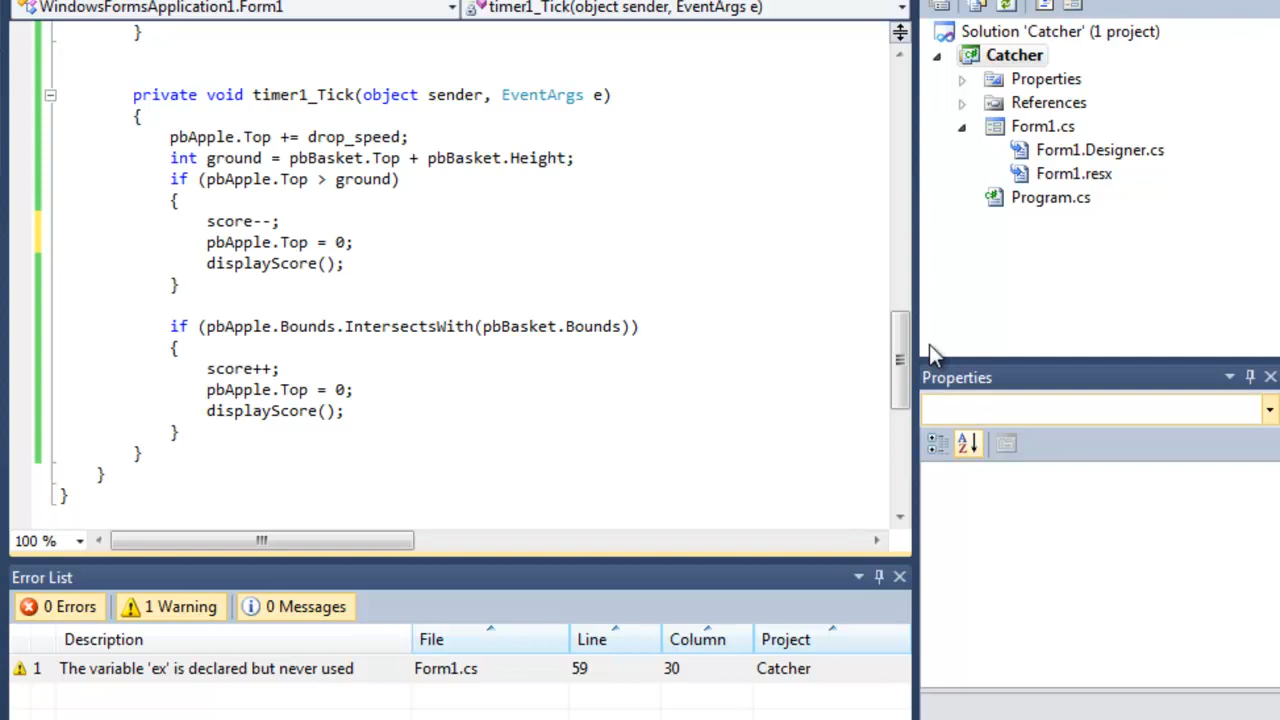 WindowsFormsApplication1.Form1
timer1_Tick(object sender, EventArgs e)
}
private void timer1_Tick(object sender, EventArgs e)
{
pbApple.Top += drop_speed;
int ground = pbBasket.Top + pbBasket.Height;
if (pbApple.Top > ground)
{
score--;
pbApple.Top = 0;
displayScore();
}
if (pbApple.Bounds.IntersectsWith(pbBasket.Bounds))
{
score++;
pbApple.Top = 0;
displayScore();
}
}
}
}
100 %
Solution 'Catcher' (1 project)
Catcher
Properties
References
Form1.cs
Form1.Designer.cs
Form1.resx
Program.cs
Properties
Error List
0 Errors
1 Warning
0 Messages
Description File Line Column Project
1 The variable 'ex' is declared but never used Form1.cs 59 30 Catcher